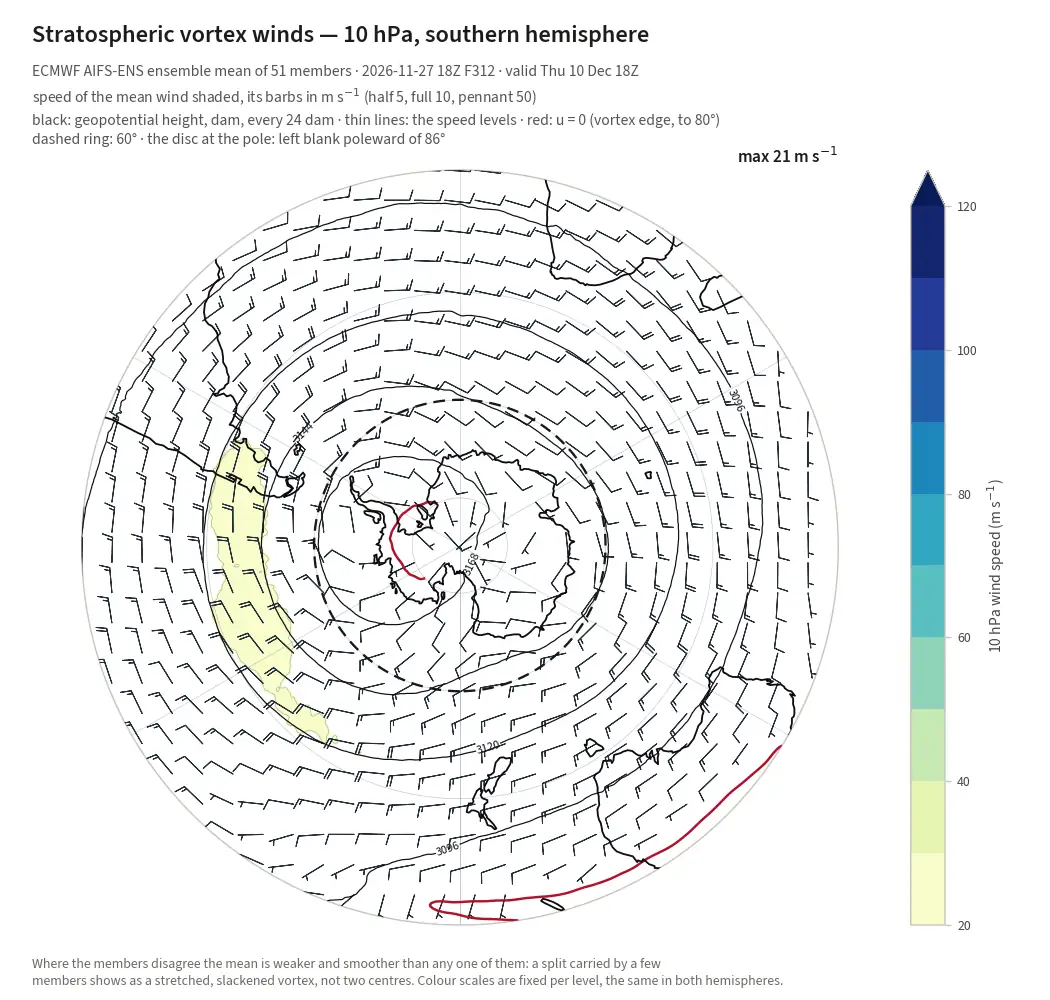 Stratospheric vortex winds — 10 hPa, southern hemisphere
ECMWF AIFS-ENS ensemble mean of 51 members · 2026-11-27 18Z F312 · valid Thu 10 Dec 18Z
speed of the mean wind shaded, its barbs in m s⁻¹ (half 5, full 10, pennant 50)
black: geopotential height, dam, every 24 dam · thin lines: the speed levels · red: u = 0 (vortex edge, to 80°)
dashed ring: 60° · the disc at the pole: left blank poleward of 86°
max 21 m s⁻¹
120
100
80
60
40
20
10 hPa wind speed (m s⁻¹)
3096
3144
3168
3120
3096
Where the members disagree the mean is weaker and smoother than any one of them: a split carried by a few
members shows as a stretched, slackened vortex, not two centres. Colour scales are fixed per level, the same in both hemispheres.